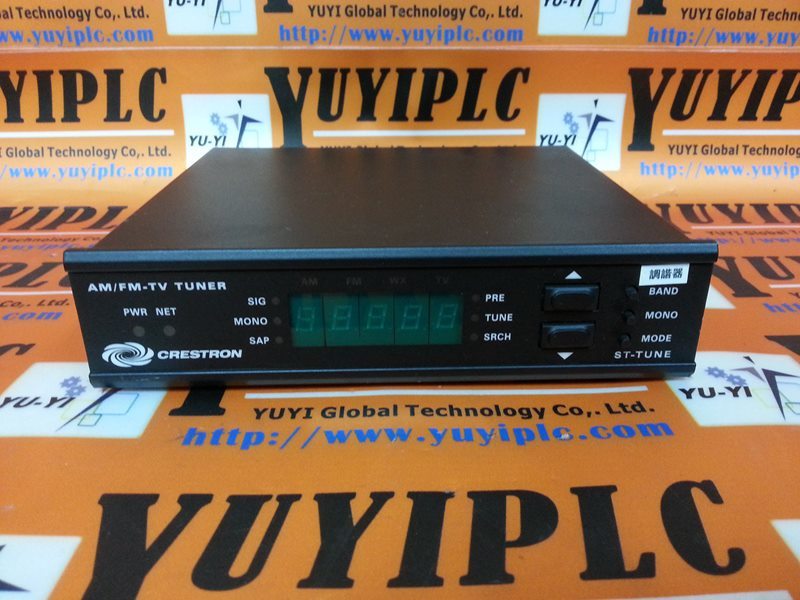 YUYI Global Technology Co,. Ltd.
YU-YI
YUYI Global Technology Co,. Ltd.
http://www.yuyiplc.com
http://www.yuyiplc.com
YUYIPLC
YUYIPLC
YU-YI
YU-YI
YUYI Global Technology Co,. Ltd.
YUYI Global Technology Co,. Ltd.
http://www.yuyiplc.com
http://www.yuyiplc.com
AM/FM-TV TUNER
PWR NET
CRESTRON
AM FM WX TV
SIG
MONO
SAP
PRE
TUNE
SRCH
調諧器
BAND
MONO
MODE
ST-TUNE
YU-YI
YU-YI
YUYI Global Technology Co,. Ltd.
http://www.yuyiplc.com
YUYIPLC